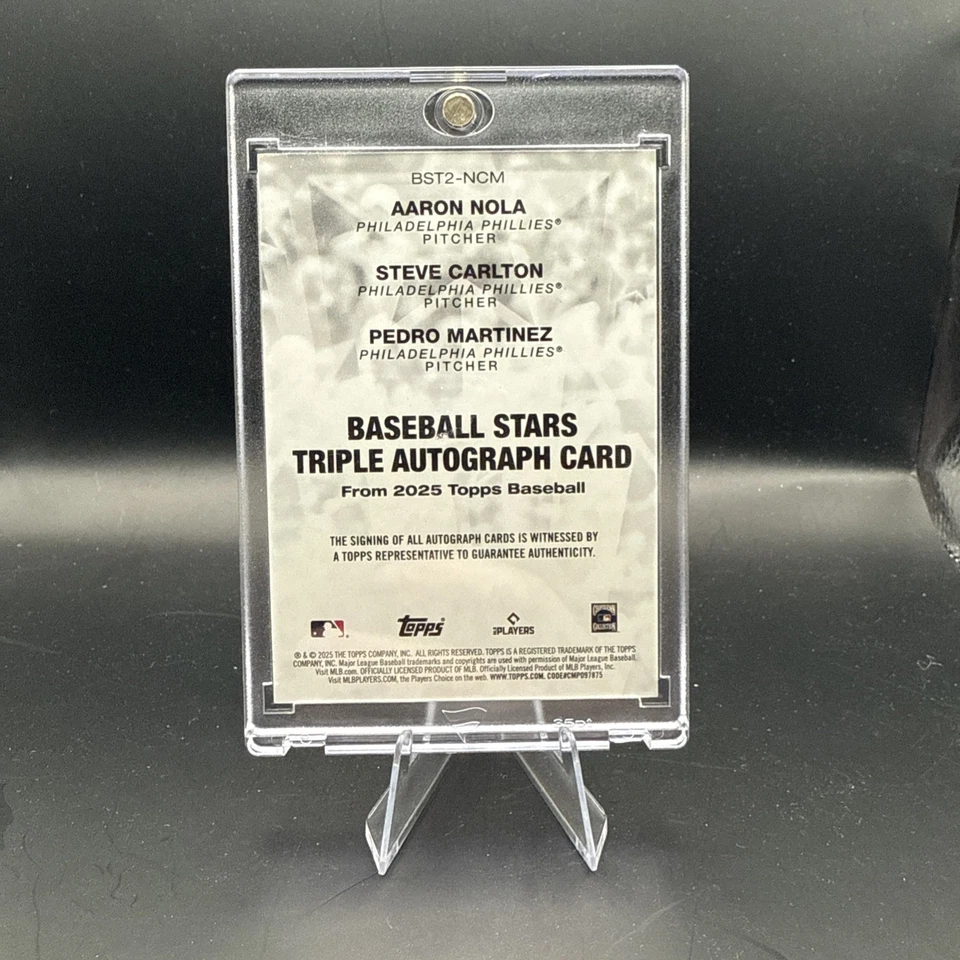 BST2-NCM
AARON NOLA
PHILADELPHIA PHILLIES®
PITCHER
STEVE CARLTON
PHILADELPHIA PHILLIES®
PITCHER
PEDRO MARTINEZ
PHILADELPHIA PHILLIES®
PITCHER
BASEBALL STARS
TRIPLE AUTOGRAPH CARD
From 2025 Topps Baseball
THE SIGNING OF ALL AUTOGRAPH CARDS IS WITNESSED BY
A TOPPS REPRESENTATIVE TO GUARANTEE AUTHENTICITY.
topps
PLAYERS
® & © 2025 THE TOPPS COMPANY, INC. ALL RIGHTS RESERVED. TOPPS IS A REGISTERED TRADEMARK OF THE TOPPS
COMPANY, INC. Major League Baseball trademarks and copyrights are used with permission of Major League Baseball.
Visit MLB.com. OFFICIALLY LICENSED PRODUCT OF MLB. Officially Licensed Product of MLB Players, Inc.
Visit MLBPLAYERS.COM, the Players Choice on the web. WWW.TOPPS.COM. CODE#CMP097875